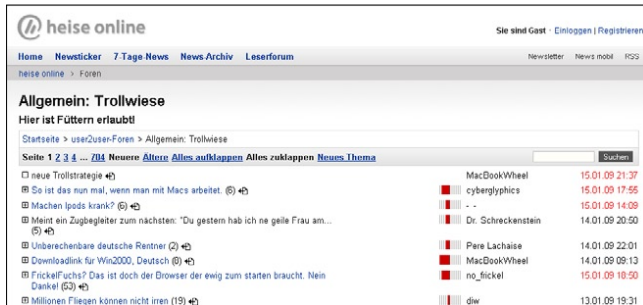 heise online
Sie sind Gast · Einloggen | Registrieren
Home Newsticker 7-Tage-News News-Archiv Leserforum Newsletter News mobil RSS
heise online > Foren
Allgemein: Trollwiese
Hier ist Füttern erlaubt!
Startseite > user2user-Foren > Allgemein: Trollwiese
Seite 1 2 3 4 ... 704 Neuere Ältere Alles aufklappen Alles zuklappen Neues Thema Suchen
neue Trollstrategie MacBookWheel 15.01.09 21:37
So ist das nun mal, wenn man mit Macs arbeitet. (6) cyberglyphics 15.01.09 17:55
Machen Ipods krank? (6) - - 15.01.09 14:09
Meint ein Zugbegleiter zum nächsten: "Du gestern hab ich ne geile Frau am... Dr. Schreckenstein 14.01.09 20:50
(5)
Unberechenbare deutsche Rentner (2) Pere Lachaise 14.01.09 22:01
Downloadlink für Win2000, Deutsch (8) MacBookWheel 14.01.09 09:13
FrickelFuchs? Das ist doch der Browser der ewig zum starten braucht. Nein no_frickel 15.01.09 18:50
Danke! (53)
Millionen Fliegen können nicht irren (19) diw 13.01.09 19:31